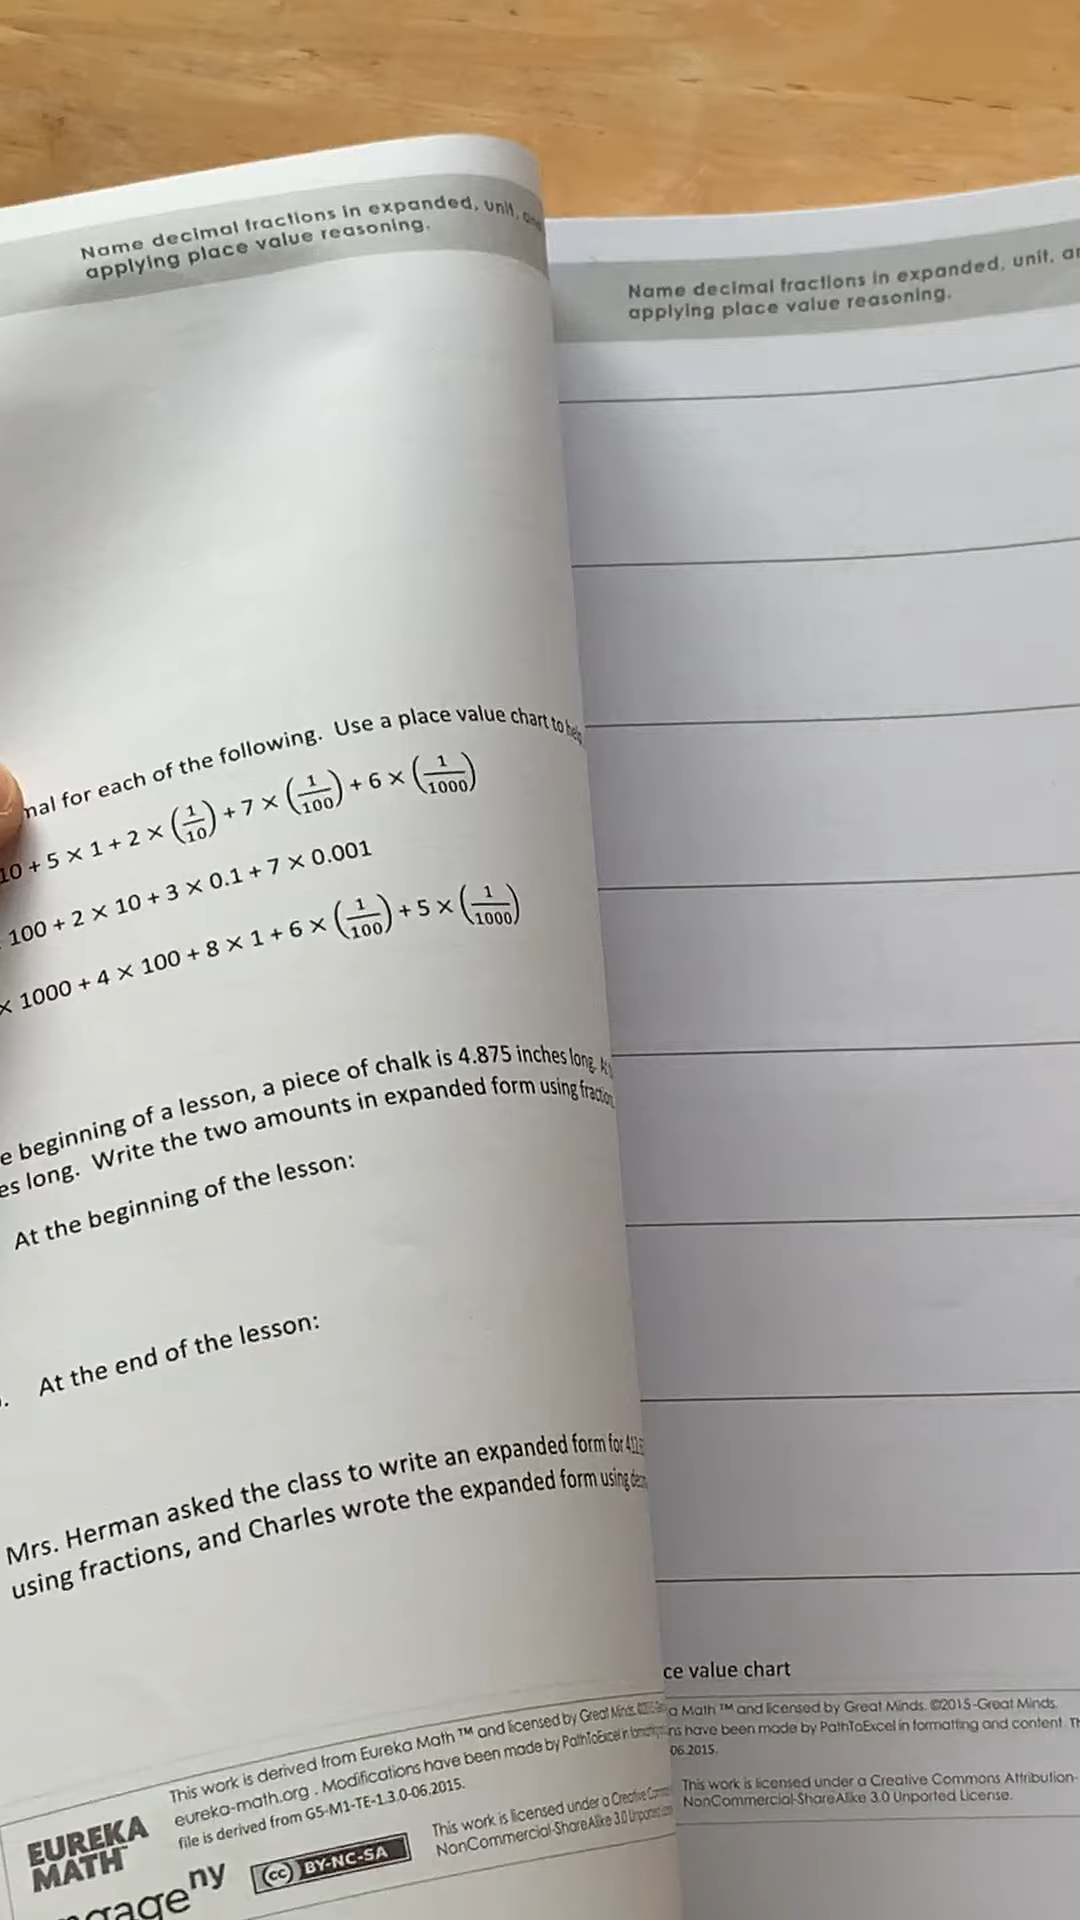 Name decimal fractions in expanded, unit,
applying place value reasoning.
for each of the following. Use a place value chart to
10 + 5 × 1 + 2 × (1/10) + 7 × (1/100) + 6 × (1/1000)
100 + 2 × 10 + 3 × 0.1 + 7 × 0.001
× 1000 + 4 × 100 + 8 × 1 + 6 × (1/100) + 5 × (1/1000)
beginning of a lesson, a piece of chalk is 4.875 inches long.
long. Write the two amounts in expanded form using
At the beginning of the lesson:
At the end of the lesson:
Mrs. Herman asked the class to write an expanded form for
using fractions, and Charles wrote the expanded form using
EUREKA
MATH™
ny
This work is derived from Eureka Math ™ and licensed by Great Minds.
eureka-math.org . Modifications have been made by PathToExcel in
file is derived from G5-M1-TE-1.3.0-06.2015.
(cc) BY-NC-SA
This work is licensed under a Creative
NonCommercial-ShareAlike 3.0
Name decimal fractions in expanded, unit,
applying place value reasoning.
value chart
Math ™ and licensed by Great Minds. ©2015-Great Minds.
have been made by PathToExcel in formatting and content.
06.2015.
This work is licensed under a Creative Commons Attribution-
NonCommercial-ShareAlike 3.0 Unported License.